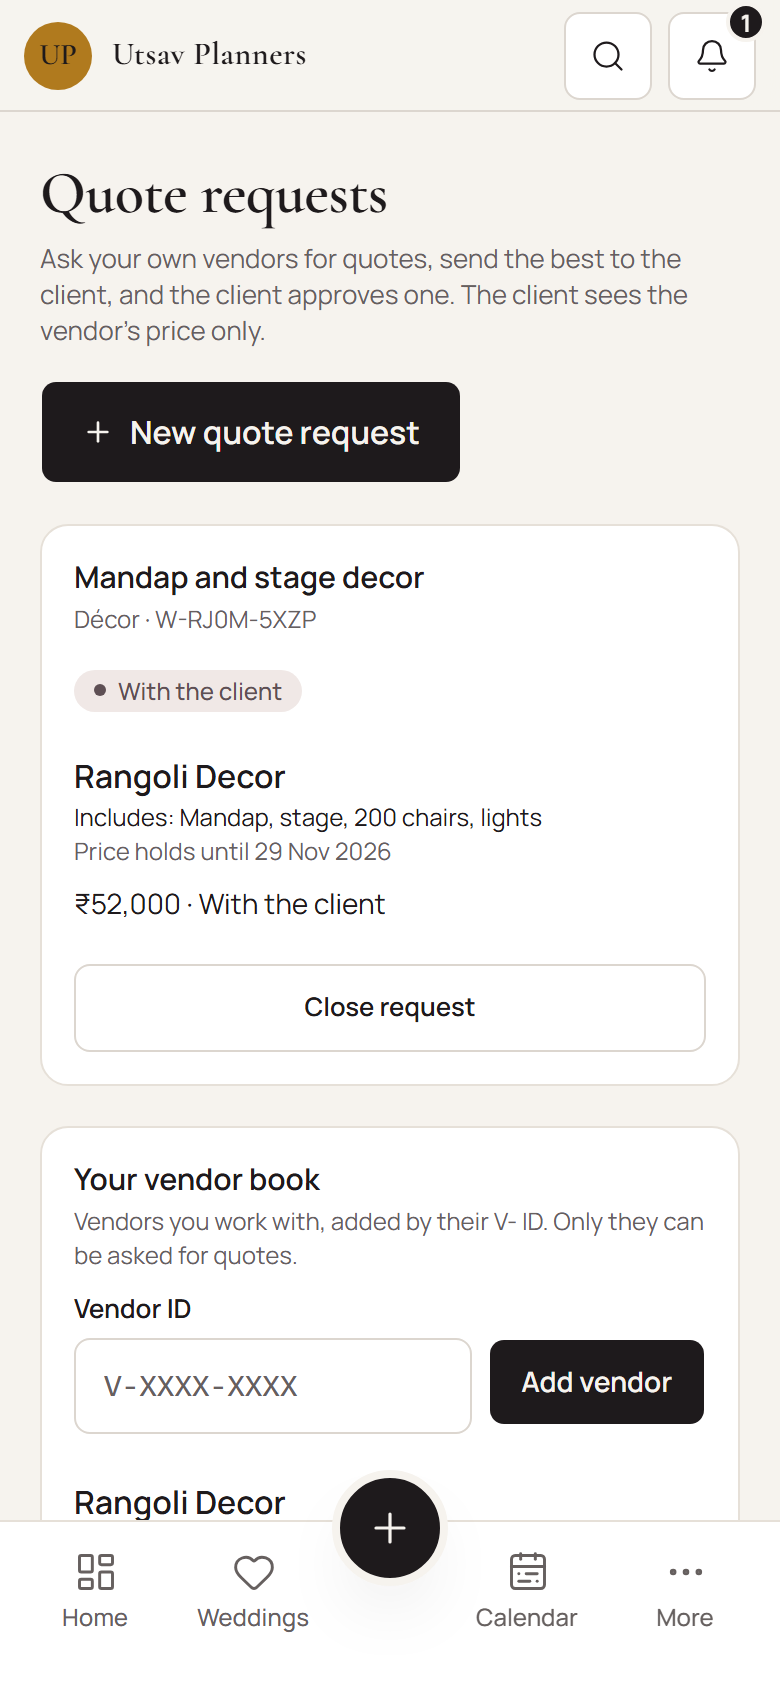 UP
Utsav Planners
1
Quote requests
Ask your own vendors for quotes, send the best to the
client, and the client approves one. The client sees the
vendor's price only.
+ New quote request
Mandap and stage decor
Décor · W-RJ0M-5XZP
With the client
Rangoli Decor
Includes: Mandap, stage, 200 chairs, lights
Price holds until 29 Nov 2026
₹52,000 · With the client
Close request
Your vendor book
Vendors you work with, added by their V- ID. Only they can
be asked for quotes.
Vendor ID
V-XXXX-XXXX
Add vendor
Rangoli Decor
Home
Weddings
Calendar
More